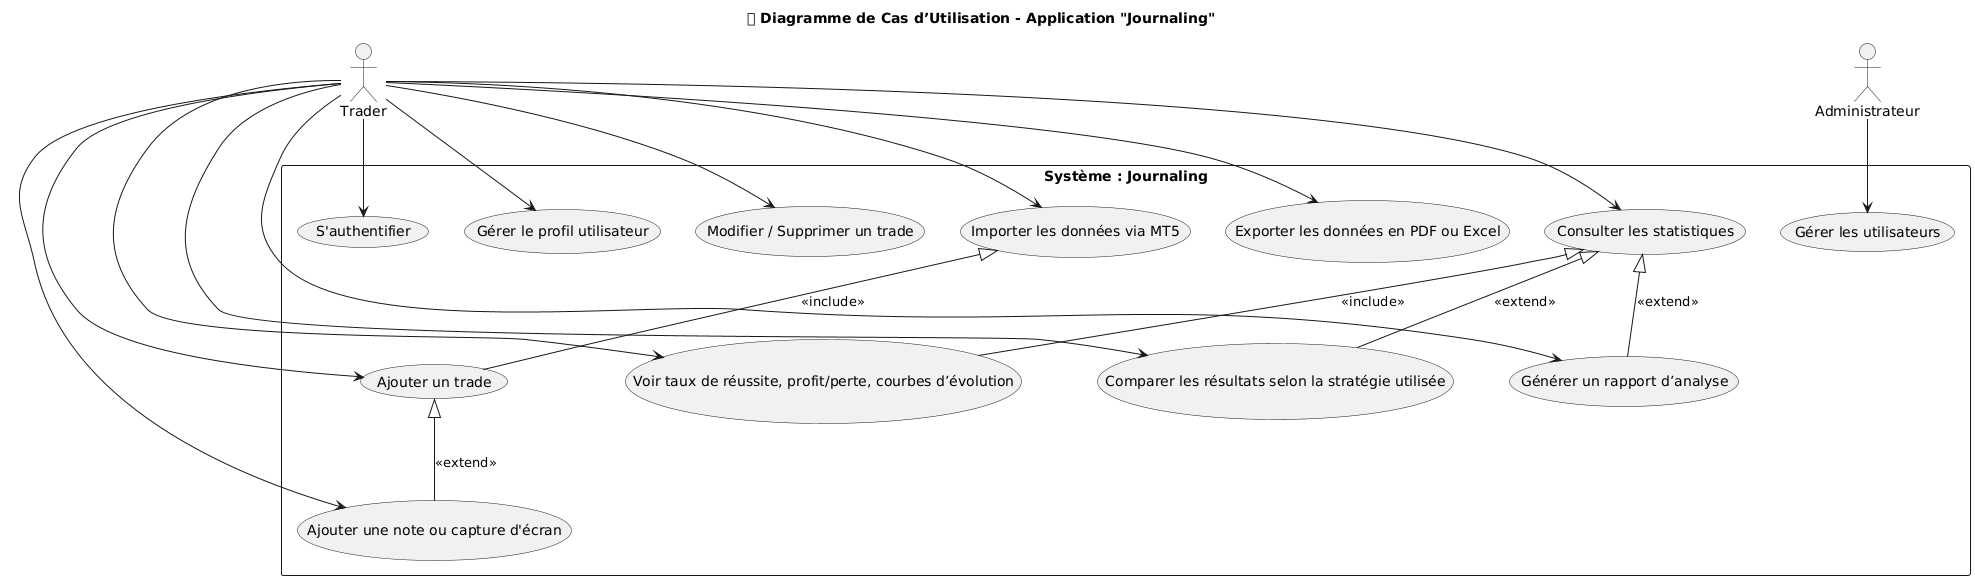 Diagramme de Cas d’Utilisation - Application "Journaling"
Trader
Administrateur
Système : Journaling
S'authentifier
Gérer le profil utilisateur
Modifier / Supprimer un trade
Importer les données via MT5
Exporter les données en PDF ou Excel
Consulter les statistiques
Gérer les utilisateurs
«include»
«include»
«extend»
«extend»
Ajouter un trade
Voir taux de réussite, profit/perte, courbes d’évolution
Comparer les résultats selon la stratégie utilisée
Générer un rapport d’analyse
«extend»
Ajouter une note ou capture d'écran